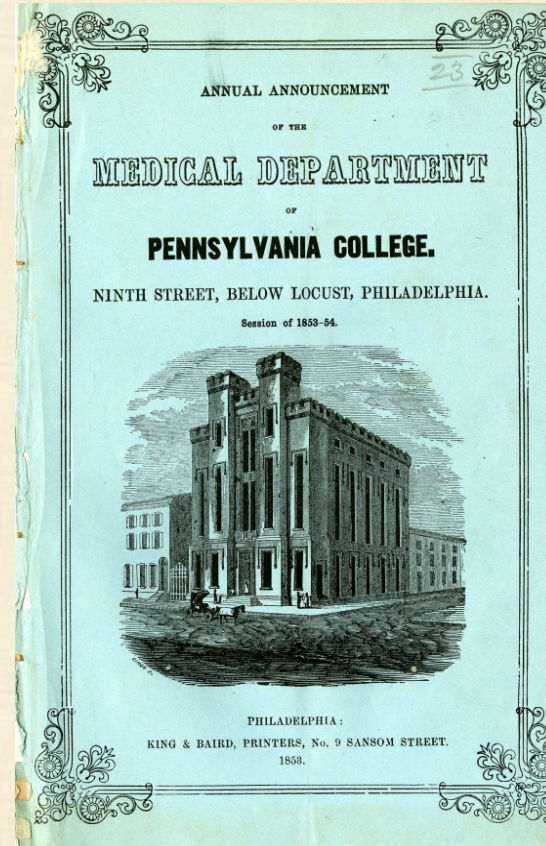 23
ANNUAL ANNOUNCEMENT
OF THE
MEDICAL DEPARTMENT
OF
PENNSYLVANIA COLLEGE.
NINTH STREET, BELOW LOCUST, PHILADELPHIA.
Session of 1853-54.
PHILADELPHIA:
KING & BAIRD, PRINTERS, No. 9 SANSOM STREET.
1853.